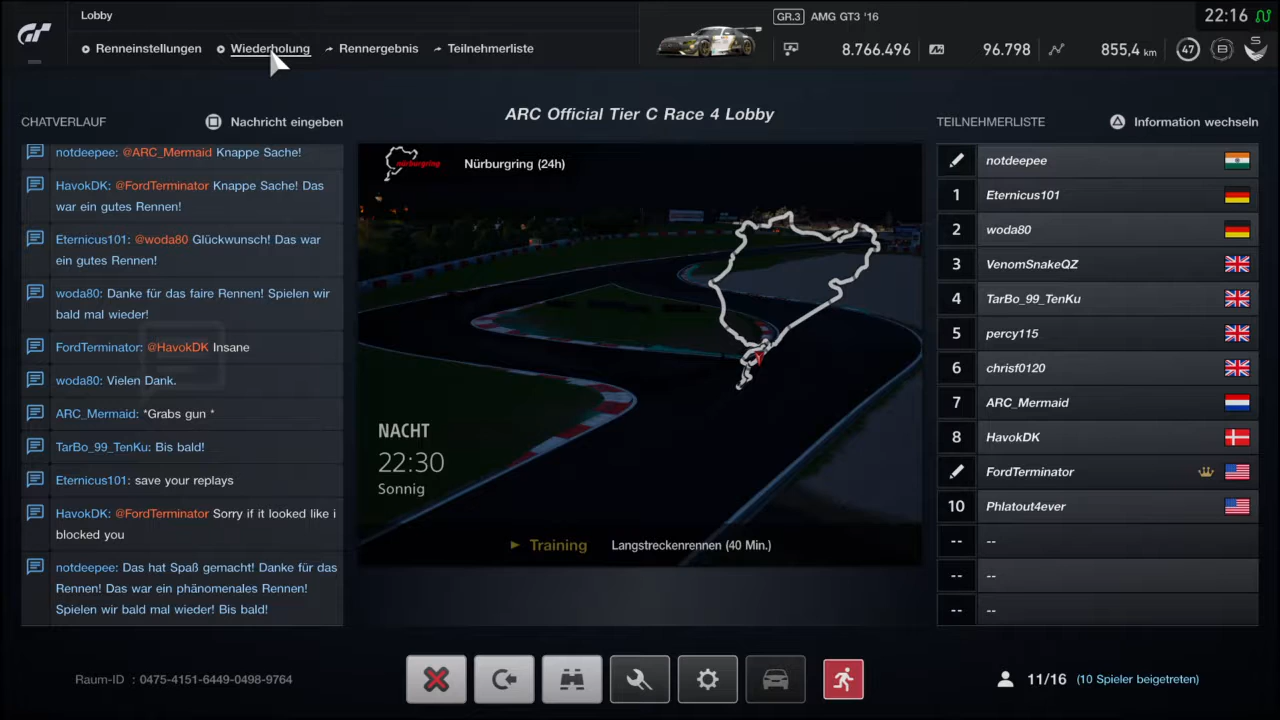 Lobby
GR.3 AMG GT3 '16
22:16
Renneinstellungen Wiederholung Rennergebnis Teilnehmerliste
8.766.496 96.798 855,4 km 47 B S
ARC Official Tier C Race 4 Lobby
CHATVERLAUF Nachricht eingeben
notdeepee: @ARC_Mermaid Knappe Sache!
HavokDK: @FordTerminator Knappe Sache! Das
war ein gutes Rennen!
Eternicus101: @woda80 Glückwunsch! Das war
ein gutes Rennen!
woda80: Danke für das faire Rennen! Spielen wir
bald mal wieder!
FordTerminator: @HavokDK Insane
woda80: Vielen Dank.
ARC_Mermaid: *Grabs gun *
TarBo_99_TenKu: Bis bald!
Eternicus101: save your replays
HavokDK: @FordTerminator Sorry if it looked like i
blocked you
notdeepee: Das hat Spaß gemacht! Danke für das
Rennen! Das war ein phänomenales Rennen!
Spielen wir bald mal wieder! Bis bald!
nürburgring Nürburgring (24h)
NACHT
22:30
Sonnig
Training Langstreckenrennen (40 Min.)
TEILNEHMERLISTE Information wechseln
notdeepee
1 Eternicus101
2 woda80
3 VenomSnakeQZ
4 TarBo_99_TenKu
5 percy115
6 chrisf0120
7 ARC_Mermaid
8 HavokDK
FordTerminator
10 Phlatout4ever
-- --
-- --
-- --
Raum-ID : 0475-4151-6449-0498-9764
11/16 (10 Spieler beigetreten)